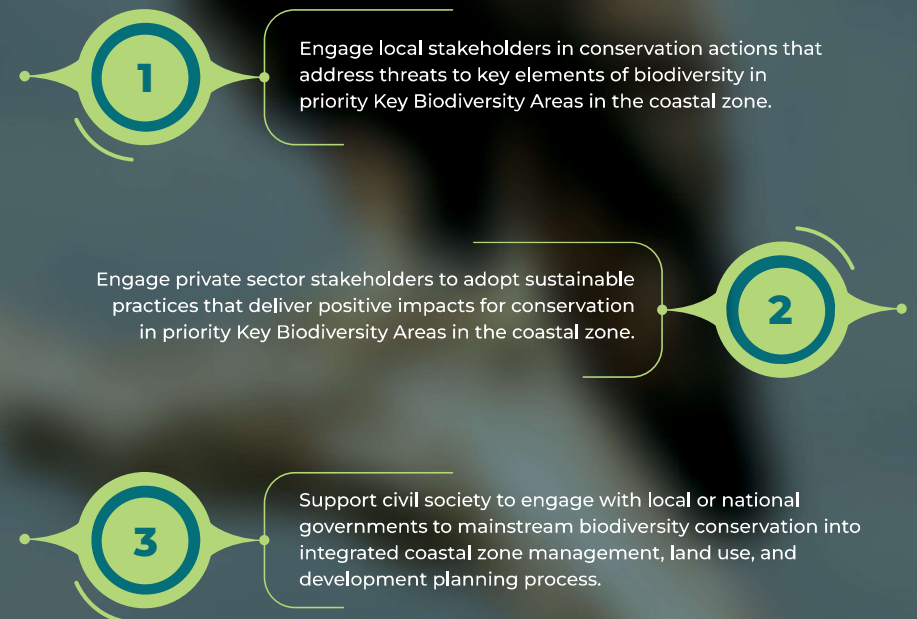 1
Engage local stakeholders in conservation actions that
address threats to key elements of biodiversity in
priority Key Biodiversity Areas in the coastal zone.
Engage private sector stakeholders to adopt sustainable
practices that deliver positive impacts for conservation
in priority Key Biodiversity Areas in the coastal zone.
2
3
Support civil society to engage with local or national
governments to mainstream biodiversity conservation into
integrated coastal zone management, land use, and
development planning process.